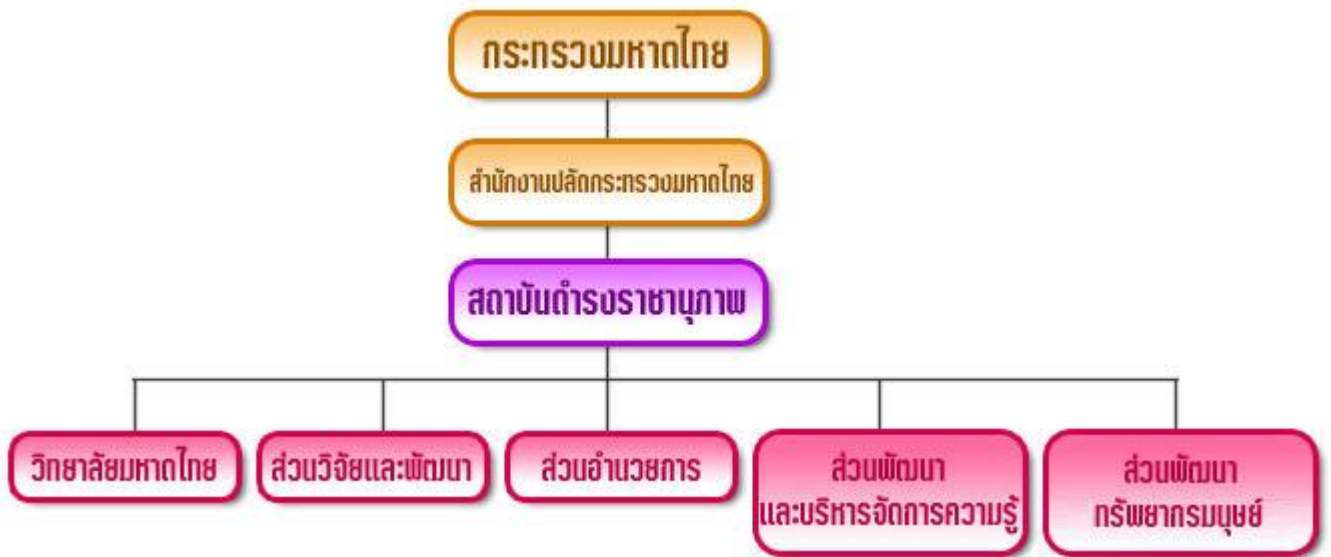 กระทรวงมหาดไทย
สำนักงานปลัดกระทรวงมหาดไทย
สถาบันดำรงราชานุภาพ
วิทยาลัยมหาดไทย
ส่วนวิจัยและพัฒนา
ส่วนอำนวยการ
ส่วนพัฒนา
และบริหารจัดการความรู้
ส่วนพัฒนา
ทรัพยากรมนุษย์